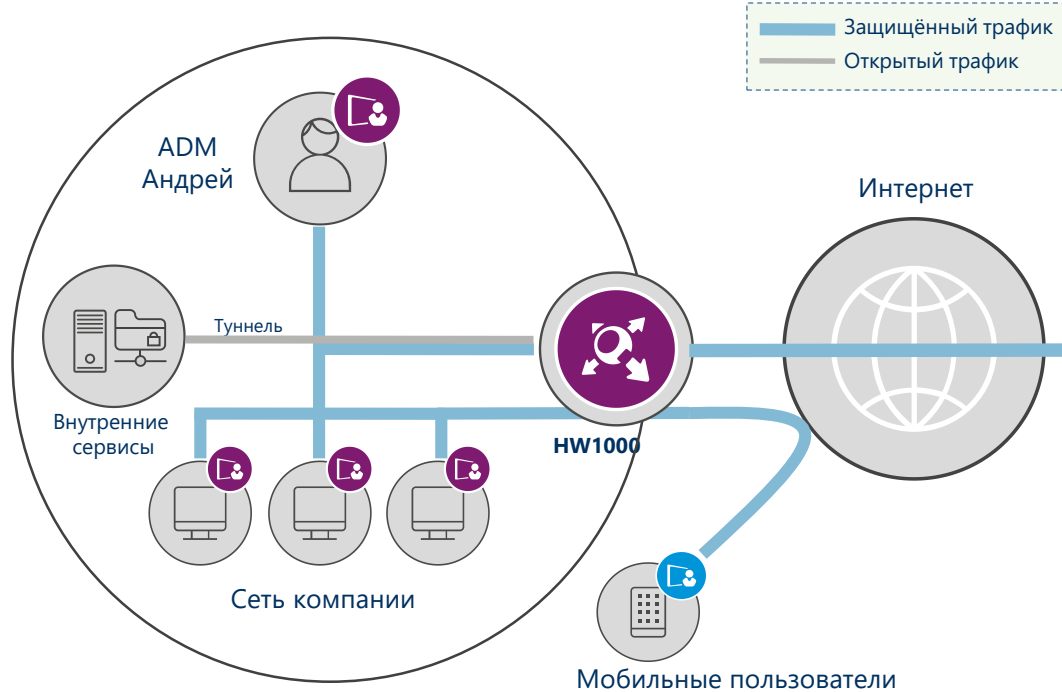 Защищённый трафик
Открытый трафик
ADM
Андрей
Интернет
Туннель
Внутренние
сервисы
HW1000
Сеть компании
Мобильные пользователи